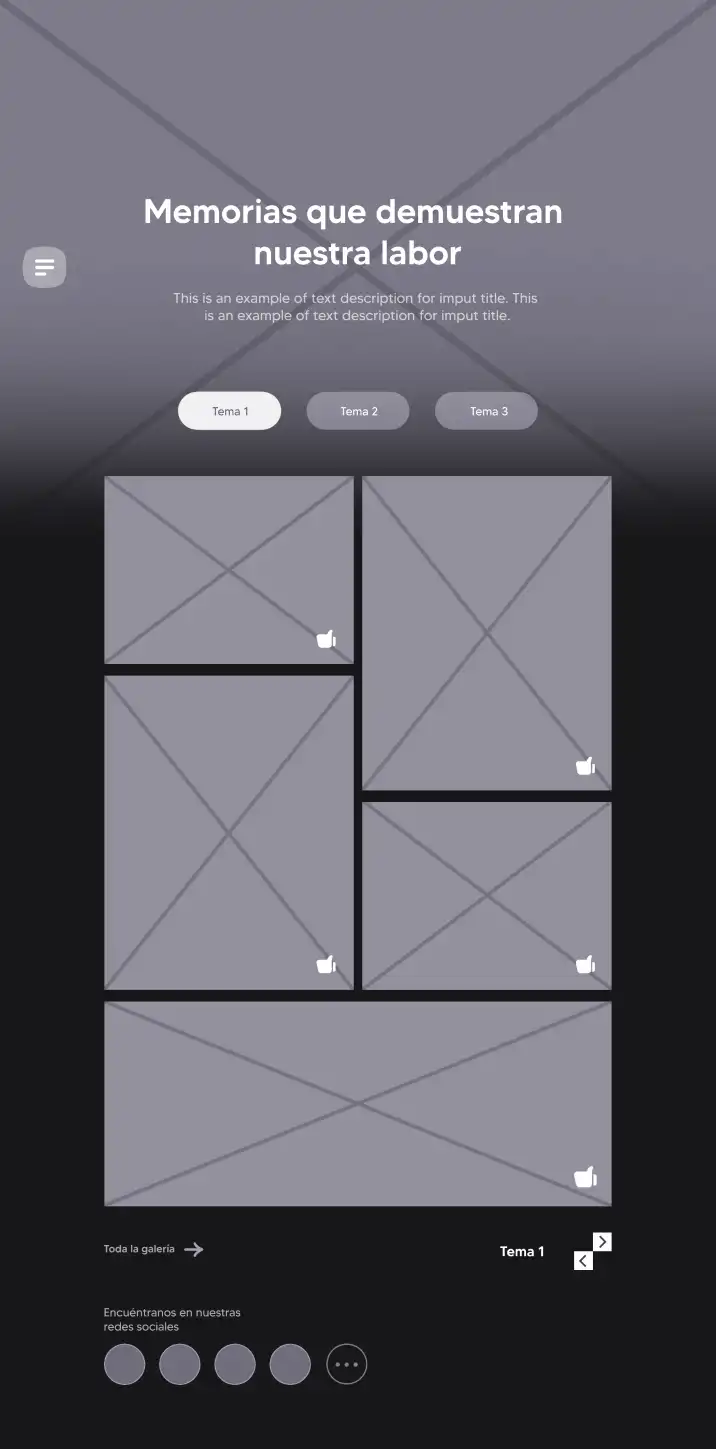 Memorias que demuestran
nuestra labor
This is an example of text description for imput title. This
is an example of text description for imput title.
Tema 1
Tema 2
Tema 3
Toda la galería
Tema 1
Encuéntranos en nuestras
redes sociales